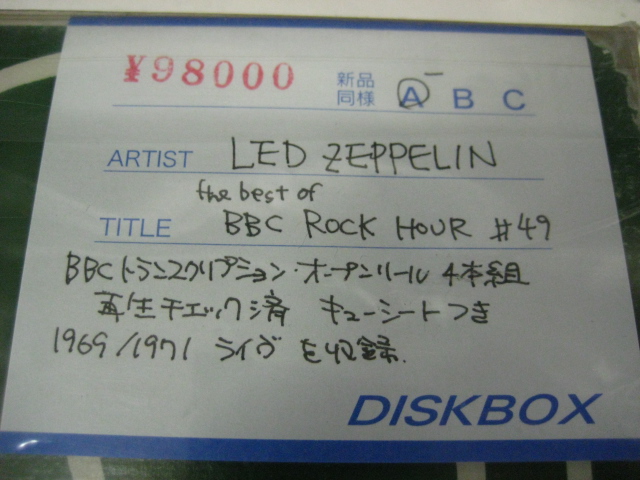 ¥98000
新品
同様 A- B C
ARTIST LED ZEPPELIN
the best of
TITLE BBC ROCK HOUR #49
BBCトランスクリプション・オープンリール 4本組
再生チェック済 キューシートつき
1969/1971 ライヴ を収録.
DISKBOX